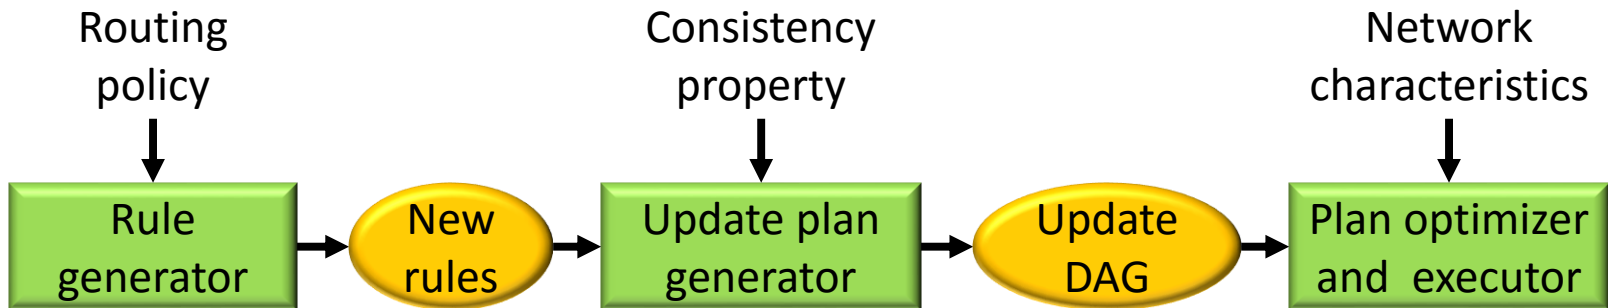 Routing
policy
Consistency
property
Network
characteristics
Rule
generator
New
rules
Update plan
generator
Update
DAG
Plan optimizer
and executor